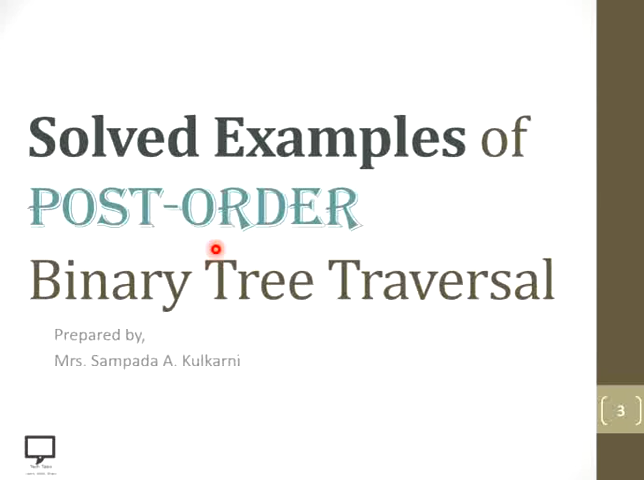 Solved Examples of
POST-ORDER
Binary Tree Traversal
Prepared by,
Mrs. Sampada A. Kulkarni
3